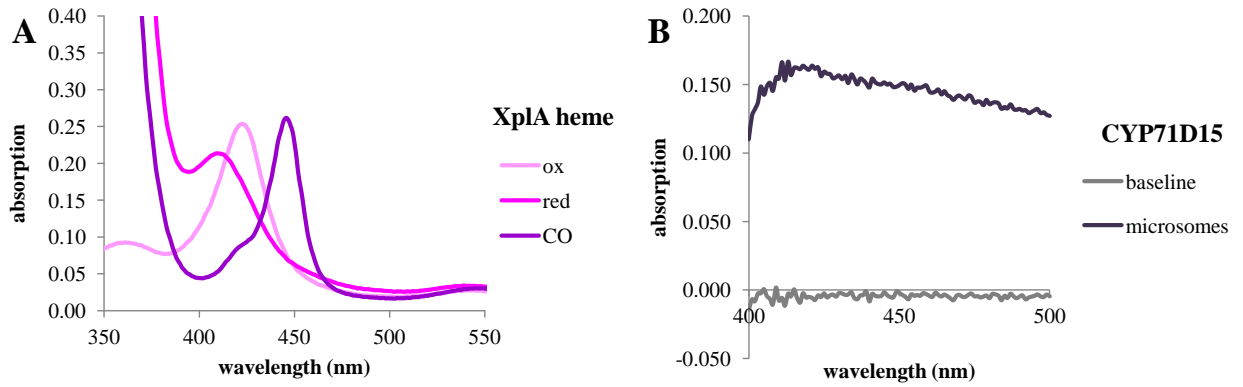 A
0.40
0.35
0.30
0.25
0.20
0.15
0.10
0.05
0.00
absorption
350 400 450 500 550
wavelength (nm)
XplA heme
ox
red
CO
B
0.200
0.150
0.100
0.050
0.000
-0.050
absorption
400 450 500
wavelength (nm)
CYP71D15
baseline
microsomes